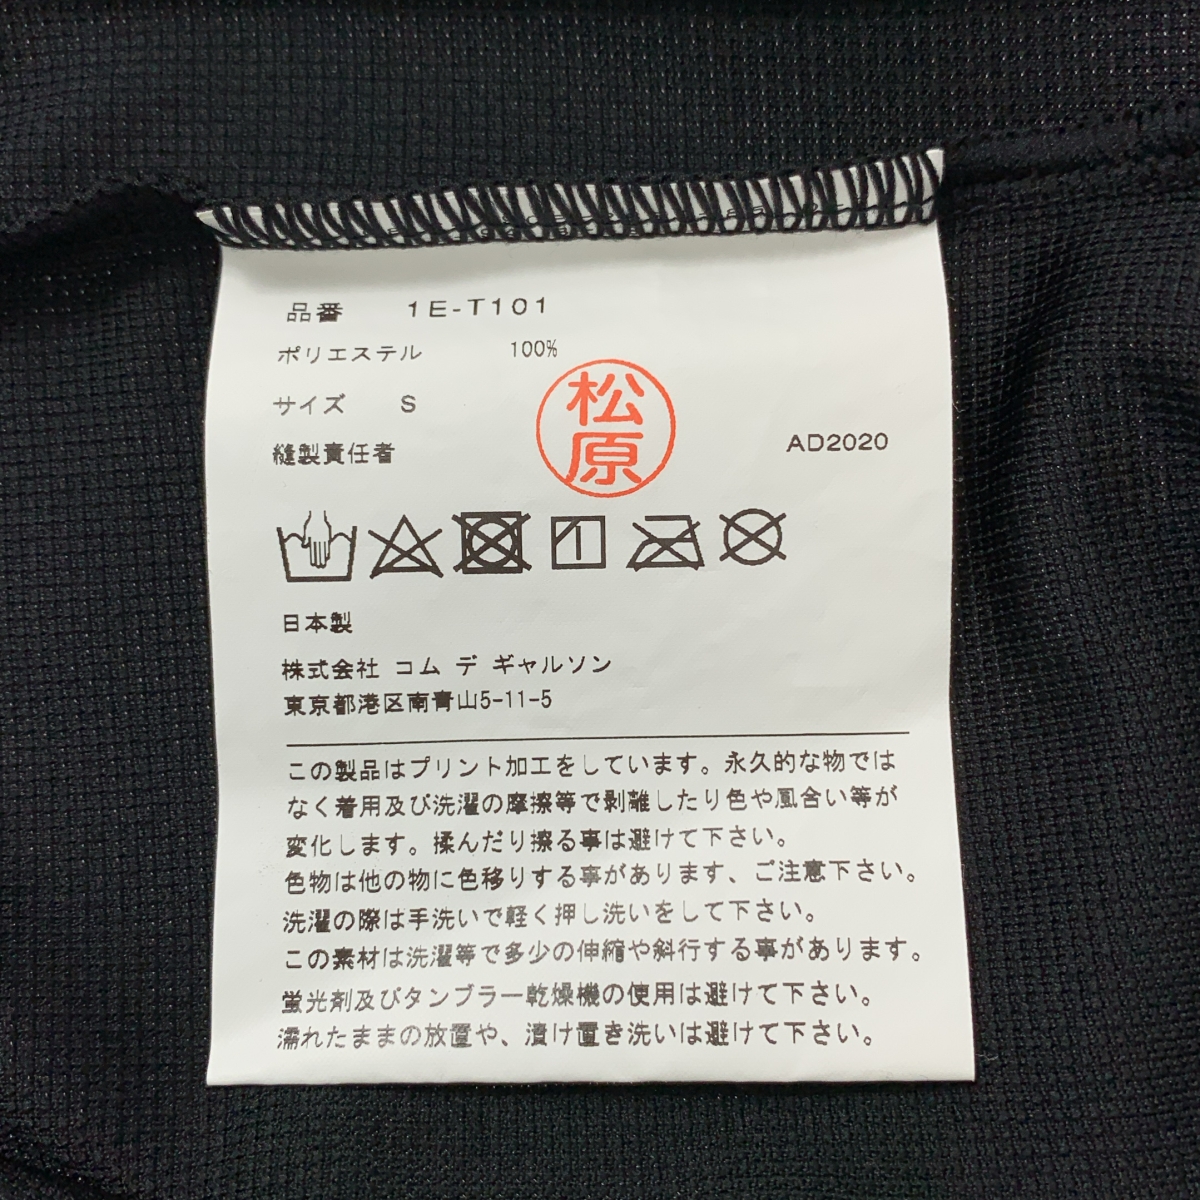 品番 1E-T101
ポリエステル 100%
サイズ S
縫製責任者
松原
AD2020
日本製
株式会社 コム デ ギャルソン
東京都港区南青山5-11-5
この製品はプリント加工をしています。永久的な物では
なく着用及び洗濯の摩擦等で剥離したり色や風合い等が
変化します。揉んだり擦る事は避けて下さい。
色物は他の物に色移りする事があります、ご注意下さい。
洗濯の際は手洗いで軽く押し洗いをして下さい。
この素材は洗濯等で多少の伸縮や斜行する事があります。
蛍光剤及びタンブラー乾燥機の使用は避けて下さい。
濡れたままの放置や、漬け置き洗いは避けて下さい。